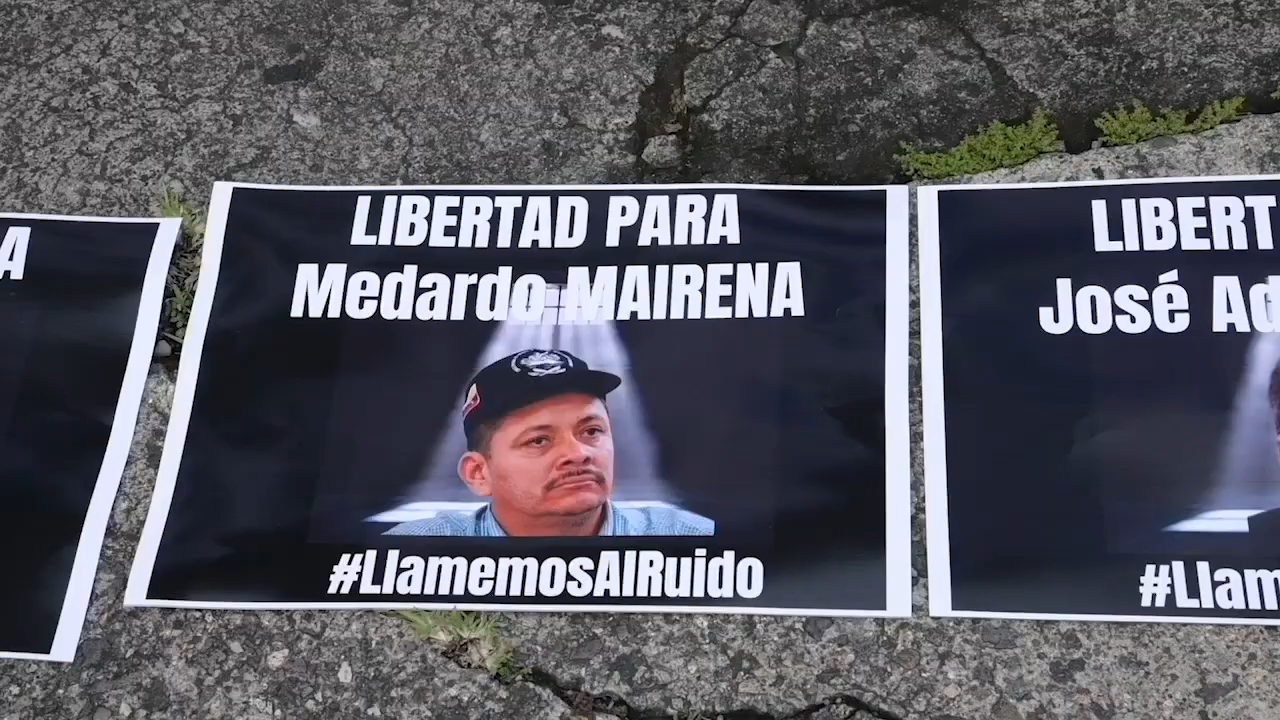 A
LIBERTAD PARA
Medardo MAIRENA
#LlamemosAlRuido
LIBERT
José Ad
#Llam